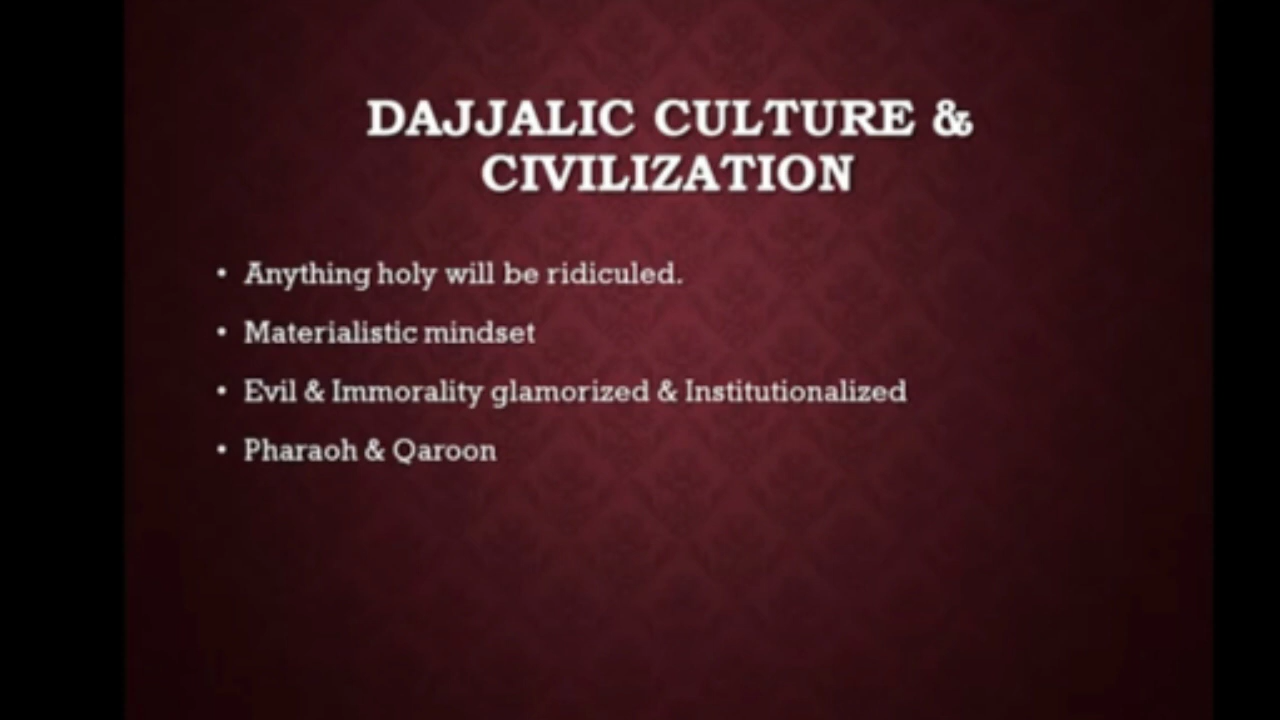 DAJJALIC CULTURE &
CIVILIZATION
• Anything holy will be ridiculed.
• Materialistic mindset
• Evil & Immorality glamorized & Institutionalized
• Pharaoh & Qaroon